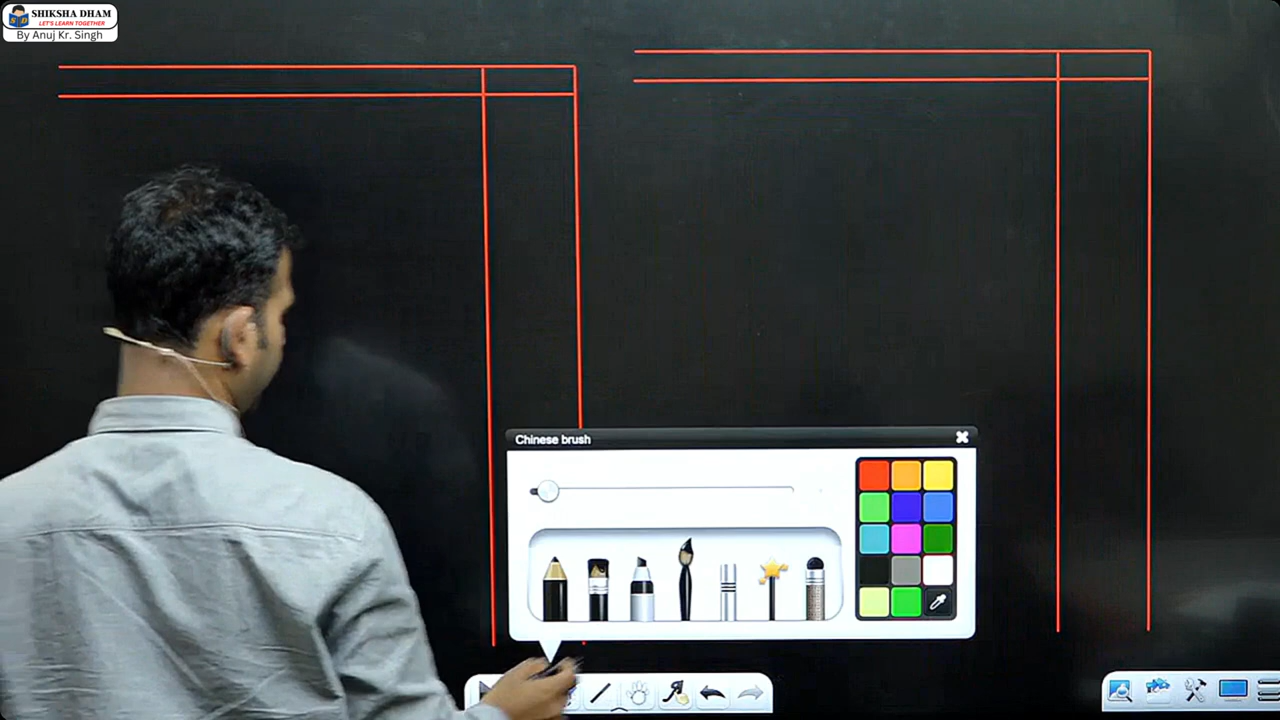 SHIKSHA DHAM
LET'S LEARN TOGETHER
By Anuj Kr. Singh
Chinese brush